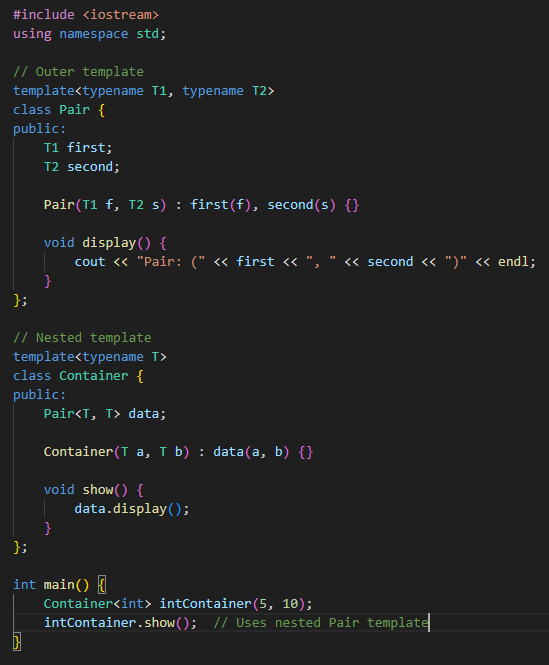 #include <iostream>
using namespace std;

// Outer template
template<typename T1, typename T2>
class Pair {
public:
    T1 first;
    T2 second;

    Pair(T1 f, T2 s) : first(f), second(s) {}

    void display() {
        cout << "Pair: (" << first << ", " << second << ")" << endl;
    }
};

// Nested template
template<typename T>
class Container {
public:
    Pair<T, T> data;

    Container(T a, T b) : data(a, b) {}

    void show() {
        data.display();
    }
};

int main() {
    Container<int> intContainer(5, 10);
    intContainer.show();  // Uses nested Pair template
}